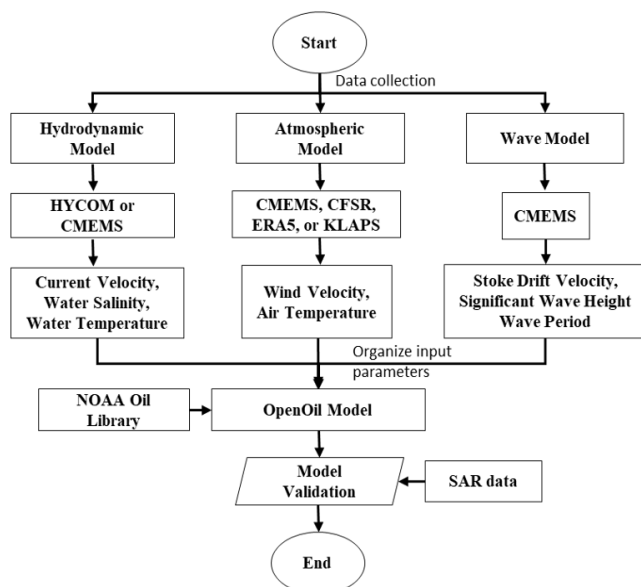 Start
Data collection
Hydrodynamic
Model
Atmospheric
Model
Wave Model
HYCOM or
CMEMS
CMEMS, CFSR,
ERA5, or KLAPS
CMEMS
Current Velocity,
Water Salinity,
Water Temperature
Wind Velocity,
Air Temperature
Stoke Drift Velocity,
Significant Wave Height
Wave Period
Organize input
parameters
NOAA Oil
Library
OpenOil Model
Model
Validation
SAR data
End